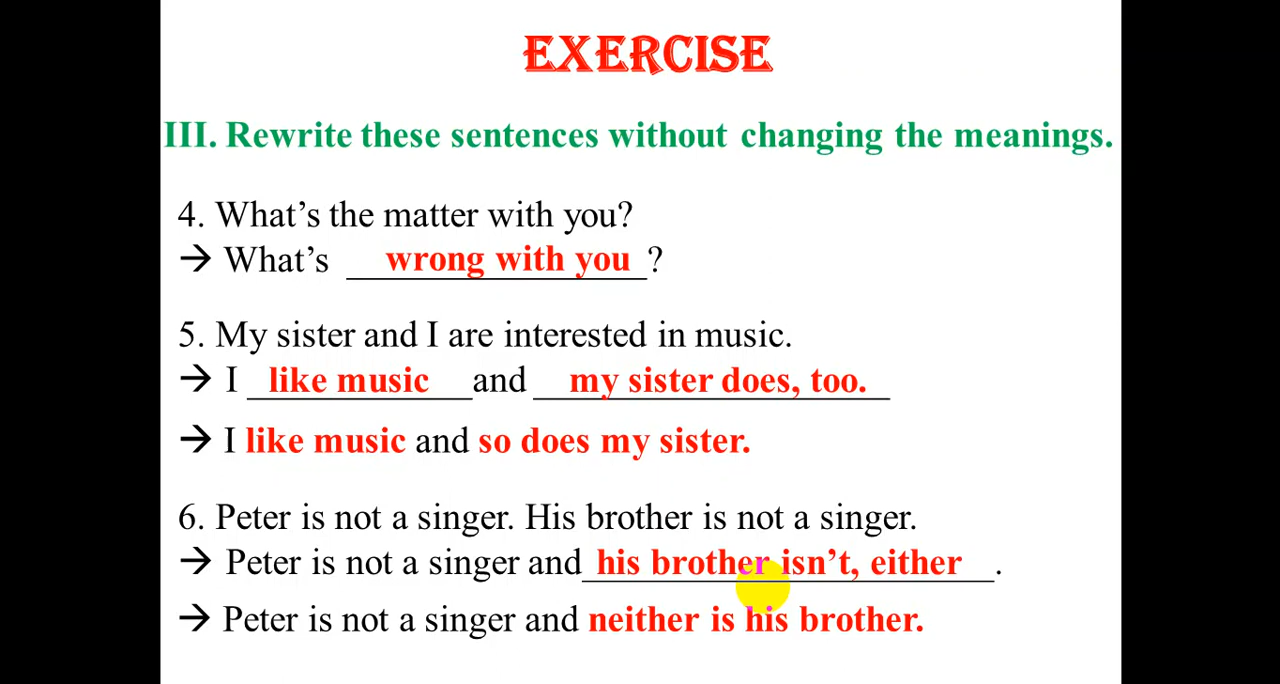 EXERCISE
III. Rewrite these sentences without changing the meanings.
4. What’s the matter with you?
→ What’s wrong with you?
5. My sister and I are interested in music.
→ I like music and my sister does, too.
→ I like music and so does my sister.
6. Peter is not a singer. His brother is not a singer.
→ Peter is not a singer and his brother isn’t, either.
→ Peter is not a singer and neither is his brother.